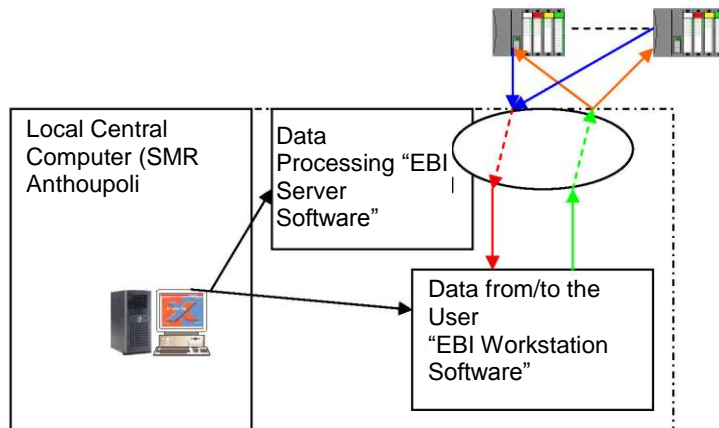 Local Central
Computer (SMR
Anthoupoli
Data
Processing “EBI
Server
Software”
Data from/to the
User
“EBI Workstation
Software”